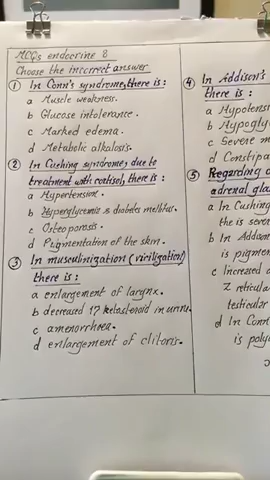 MCQs endocrine 8
Choose the incorrect answer
① In Conn's syndrome, there is :
a Muscle weakness.
b Glucose intolerance.
c Marked edema.
d Metabolic alkalosis.
② In Cushing syndrome, due to
treatment with cortisol, there is :
a Hypertension.
b Hyperglycemia & diabetes mellitus.
c Osteoporosis.
d Pigmentation of the skin.
③ In musculinization (virilization)
there is :
a enlargement of larynx.
b decreased 17 ketosteroid in urine.
c amenorrhoea.
d enlargement of clitoris.
④ In Addison's
there is :
a Hypotensi
b Hypogly
c Severe m
d Constipa
⑤ Regarding
adrenal gla
a In Cushing
the is sever
b In Addison
is pigmen
c Increased
Z reticula
testicular
d In Conn
is poly